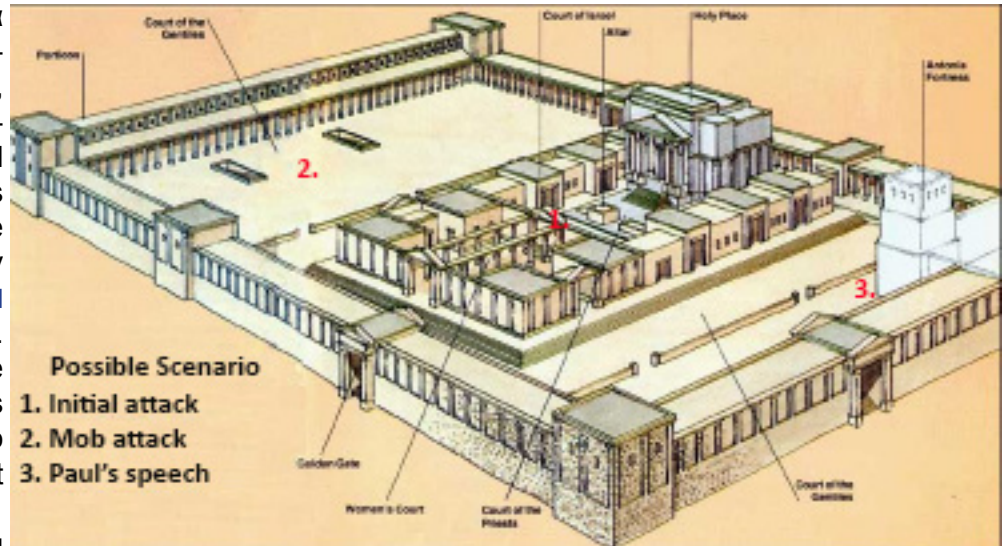 Court of the
Gentiles
Court of Israel
Altar
Holy Place
Porticos
Antonia
Fortress
2.
1.
3.
Possible Scenario
1. Initial attack
2. Mob attack
3. Paul's speech
Golden Gate
Women's Court
Court of the
Priests
Court of the
Gentiles